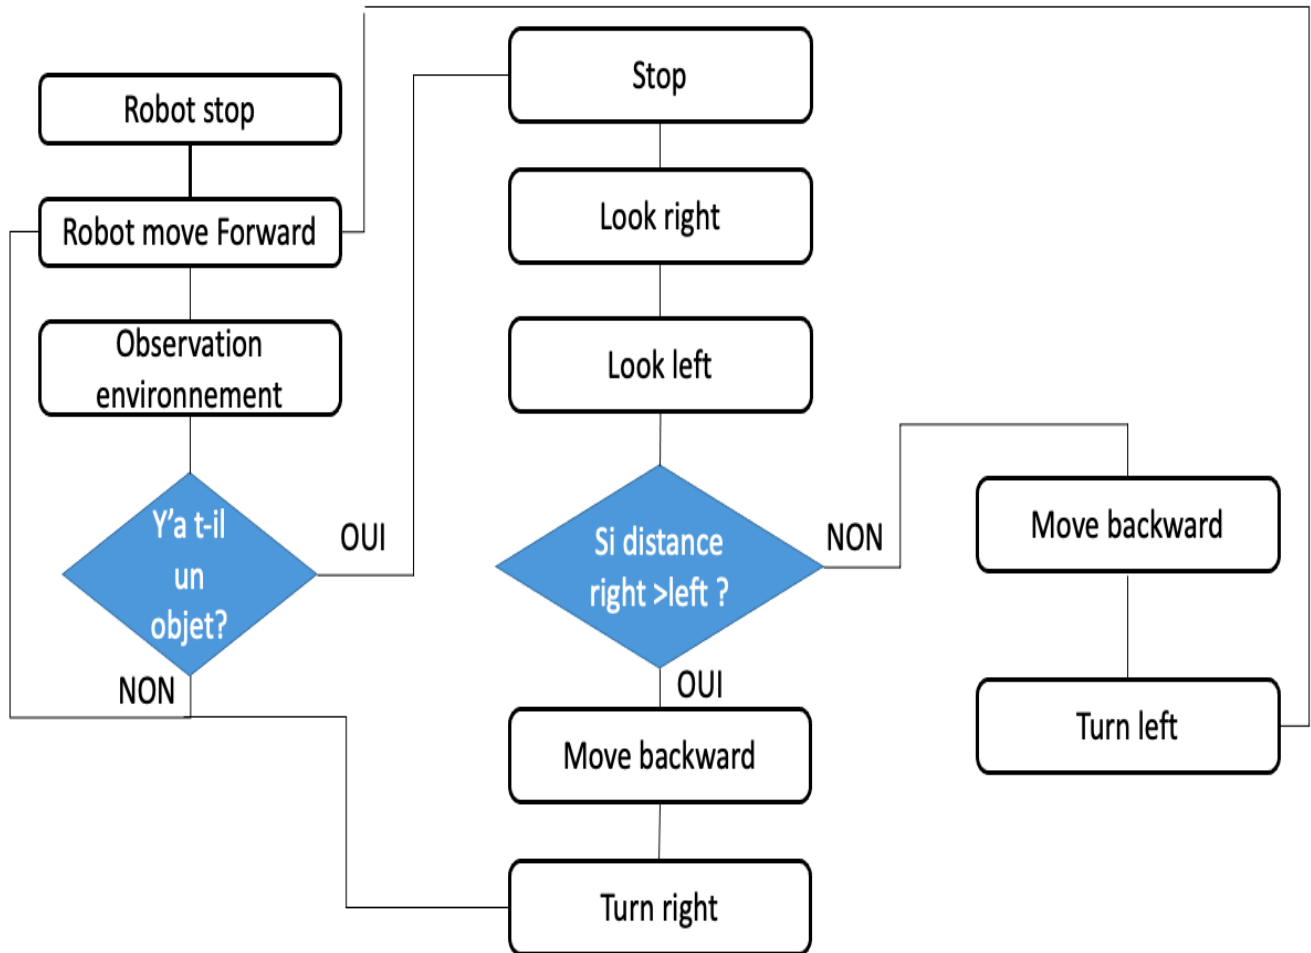 Robot stop
Robot move Forward
Observation
environnement
Y’a t-il
un
objet?
OUI
NON
Stop
Look right
Look left
Si distance
right >left ?
NON
OUI
Move backward
Turn right
Move backward
Turn left